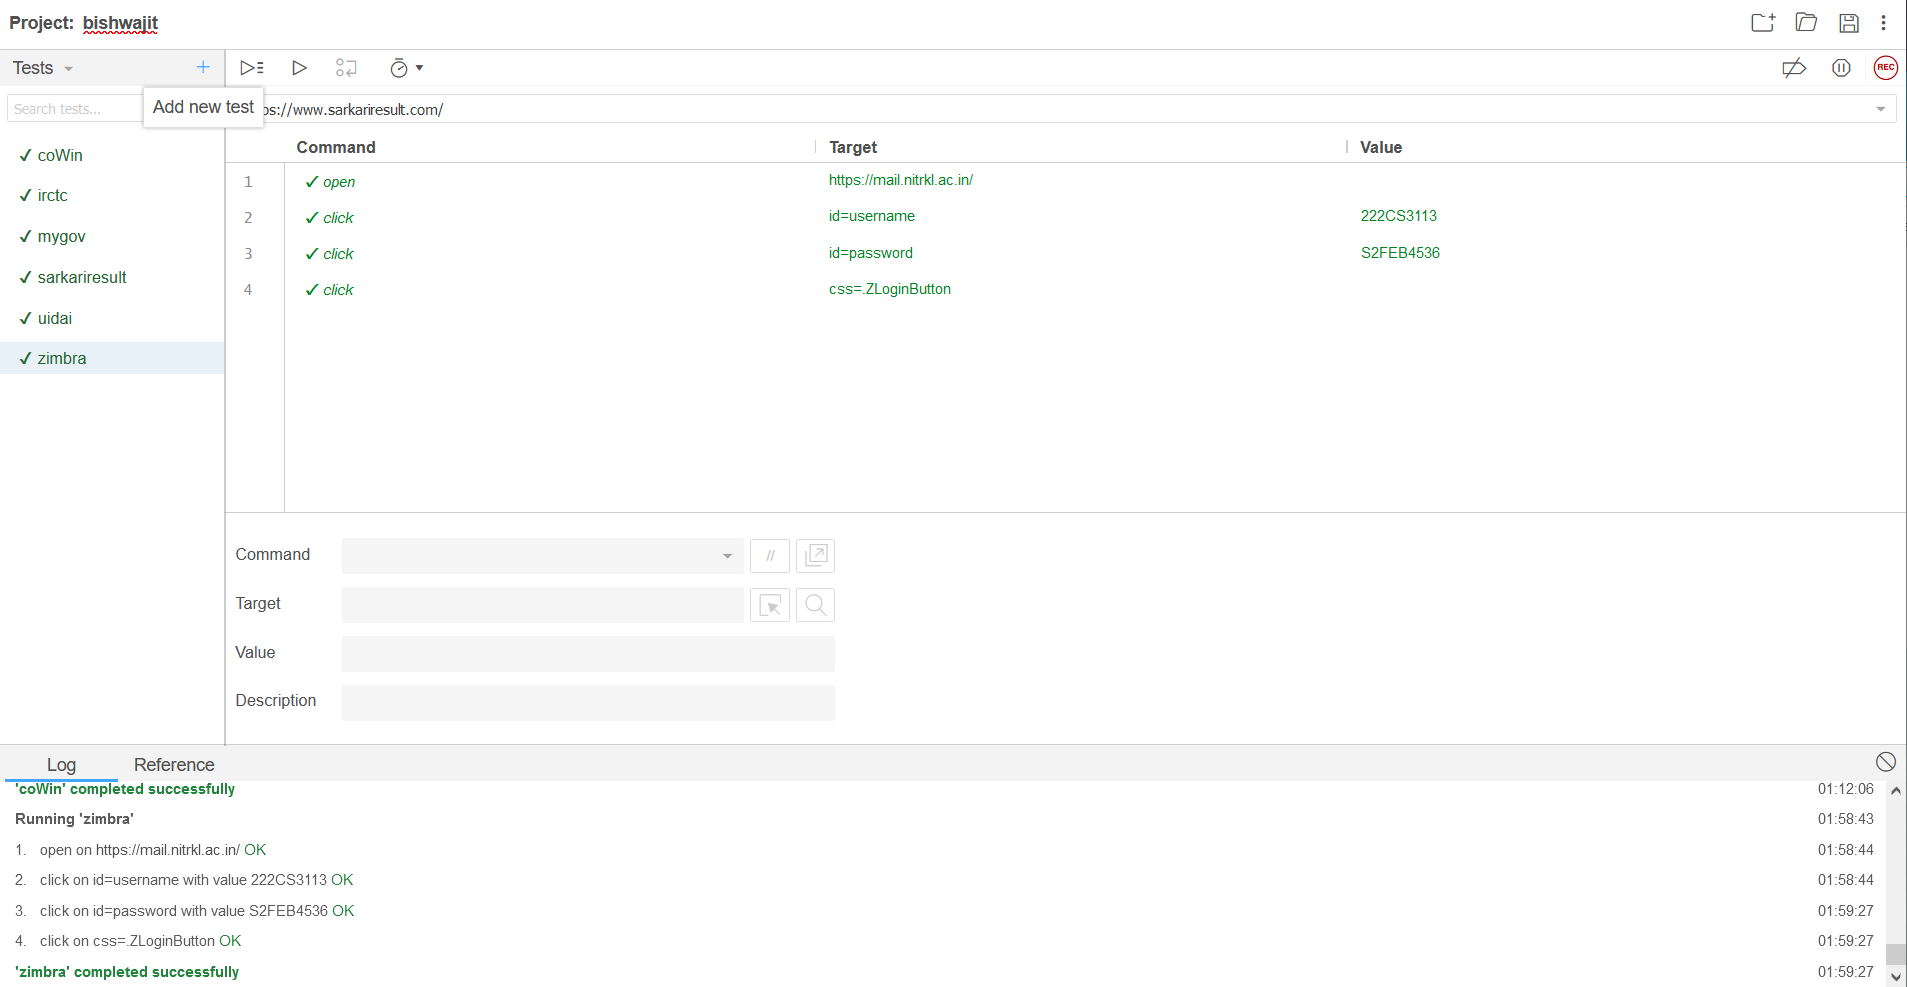 Project: bishwajit
Tests
Add new test
Search tests...
ps://www.sarkariresult.com/
REC
coWin
irctc
mygov
sarkariresult
uidai
zimbra
Command Target Value
1 open https://mail.nitrkl.ac.in/
2 click id=username 222CS3113
3 click id=password S2FEB4536
4 click css=.ZLoginButton
Command //
Target
Value
Description
Log Reference
'coWin' completed successfully 01:12:06
Running 'zimbra' 01:58:43
1. open on https://mail.nitrkl.ac.in/ OK 01:58:44
2. click on id=username with value 222CS3113 OK 01:58:44
3. click on id=password with value S2FEB4536 OK 01:59:27
4. click on css=.ZLoginButton OK 01:59:27
'zimbra' completed successfully 01:59:27